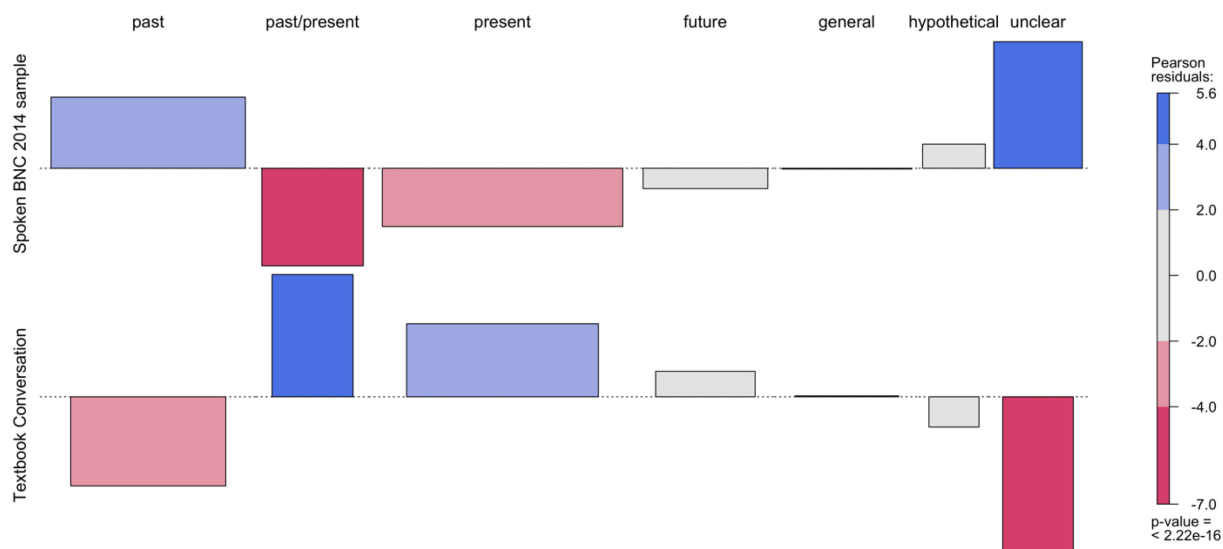 past past/present present future general hypothetical unclear
Spoken BNC 2014 sample
Textbook Conversation
Pearson
residuals:
5.6
4.0
2.0
0.0
-2.0
-4.0
-7.0
p-value =
< 2.22e-16